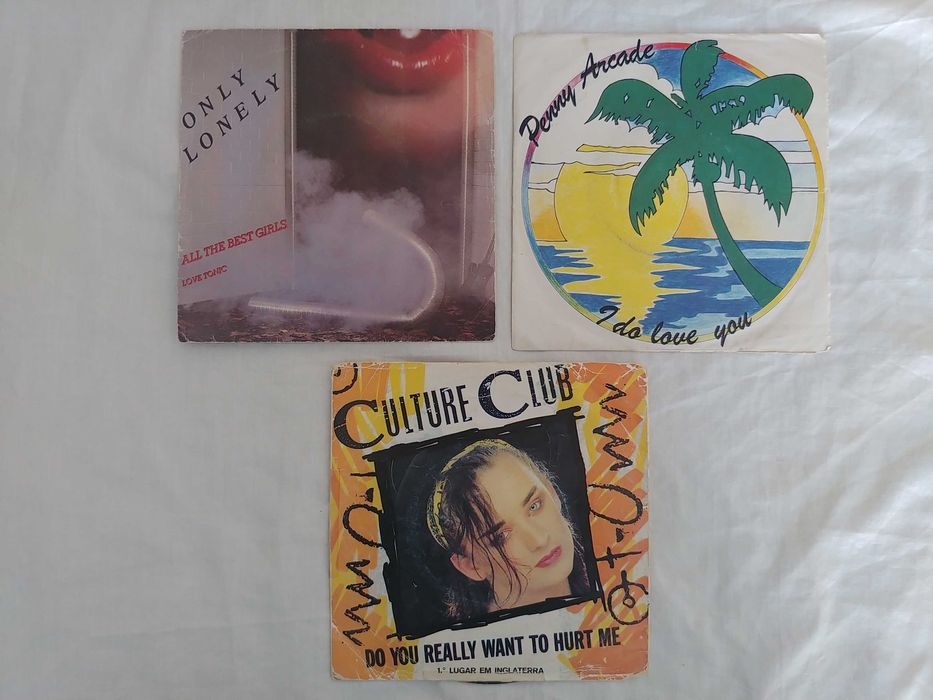 ONLY
LONELY
ALL THE BEST GIRLS
LOVE TONIC
Penny Arcade
I do love you
CULTURE CLUB
DO YOU REALLY WANT TO HURT ME
1.º LUGAR EM INGLATERRA